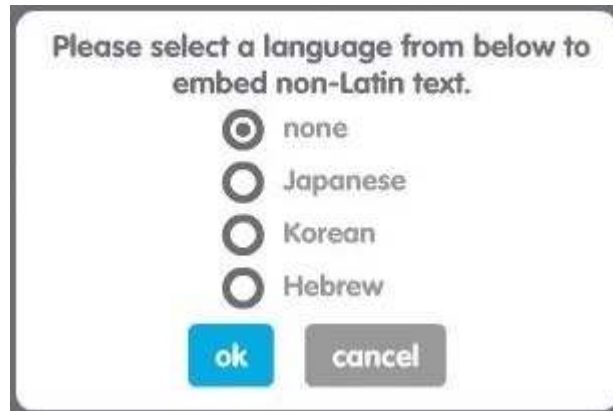 Please select a language from below to
embed non-Latin text.
none
Japanese
Korean
Hebrew
ok
cancel